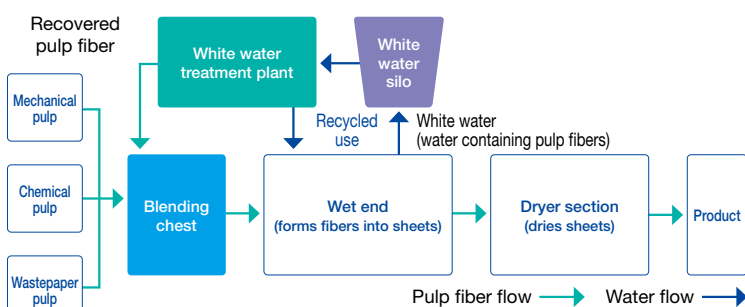 Recovered
pulp fiber
White water
treatment plant
White
water
silo
Mechanical
pulp
Recycled
use
White water
(water containing pulp fibers)
Chemical
pulp
Blending
chest
Wet end
(forms fibers into sheets)
Dryer section
(dries sheets)
Product
Wastepaper
pulp
Pulp fiber flow
Water flow